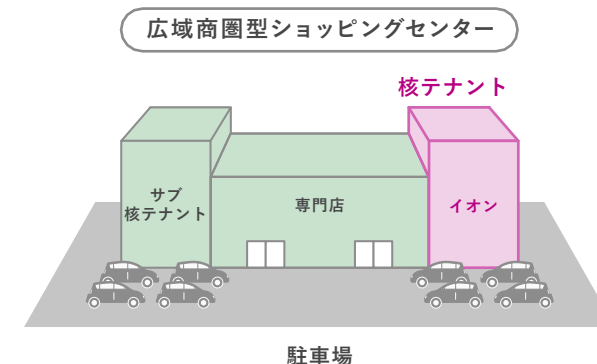 広域商圏型ショッピングセンター
核テナント
サブ
核テナント
専門店
イオン
駐車場